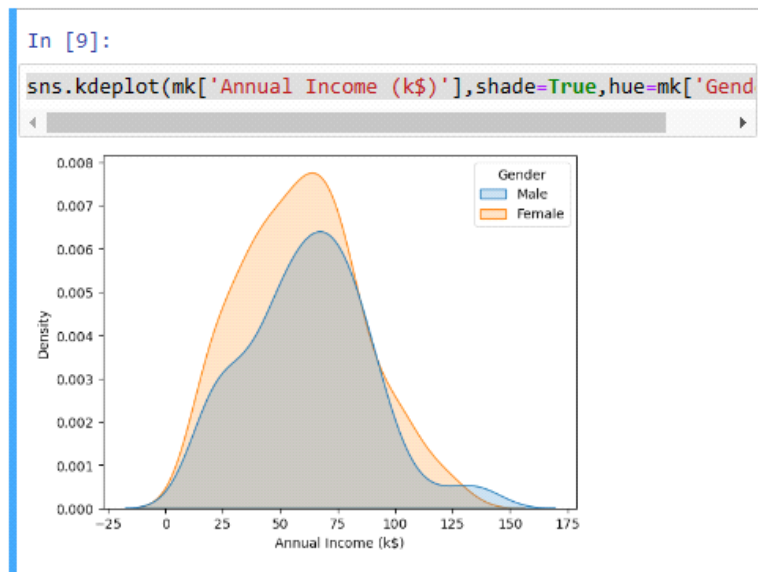 In [9]:
sns.kdeplot(mk['Annual Income (k$)'],shade=True,hue=mk['Gend
0.008
0.007
0.006
0.005
0.004
0.003
0.002
0.001
0.000
Density
Gender
Male
Female
−25 0 25 50 75 100 125 150 175
Annual Income (k$)